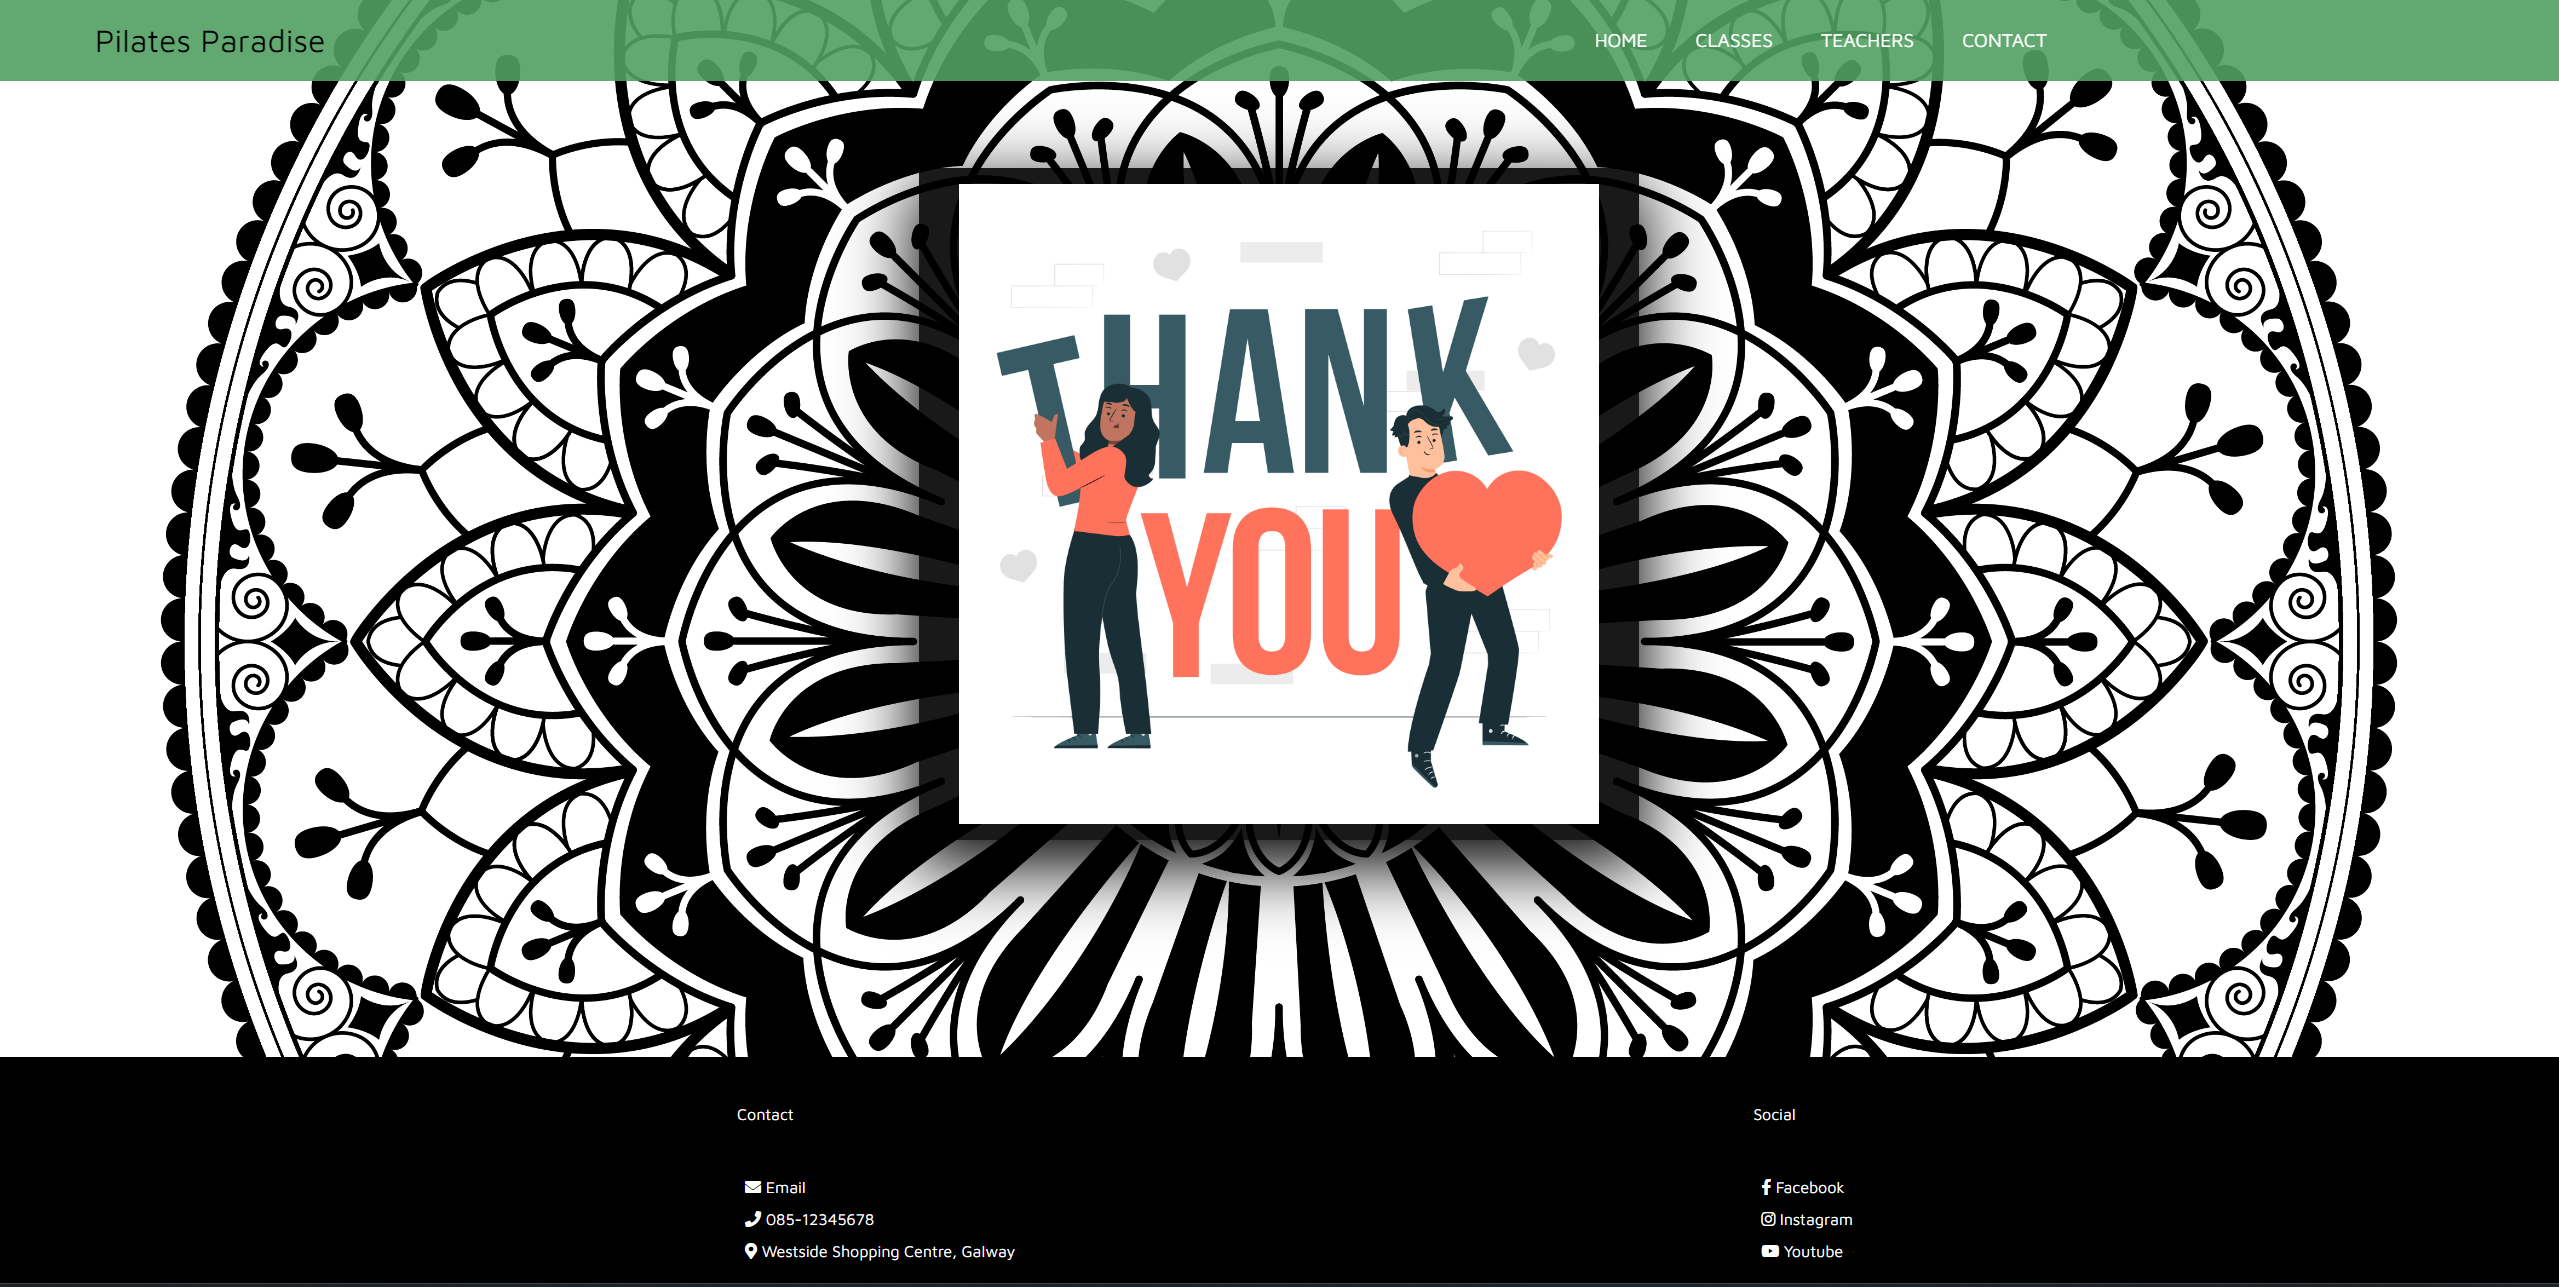 Pilates Paradise
HOME CLASSES TEACHERS CONTACT
THANK
YOU
Contact
Email
085-12345678
Westside Shopping Centre, Galway
Social
Facebook
Instagram
Youtube